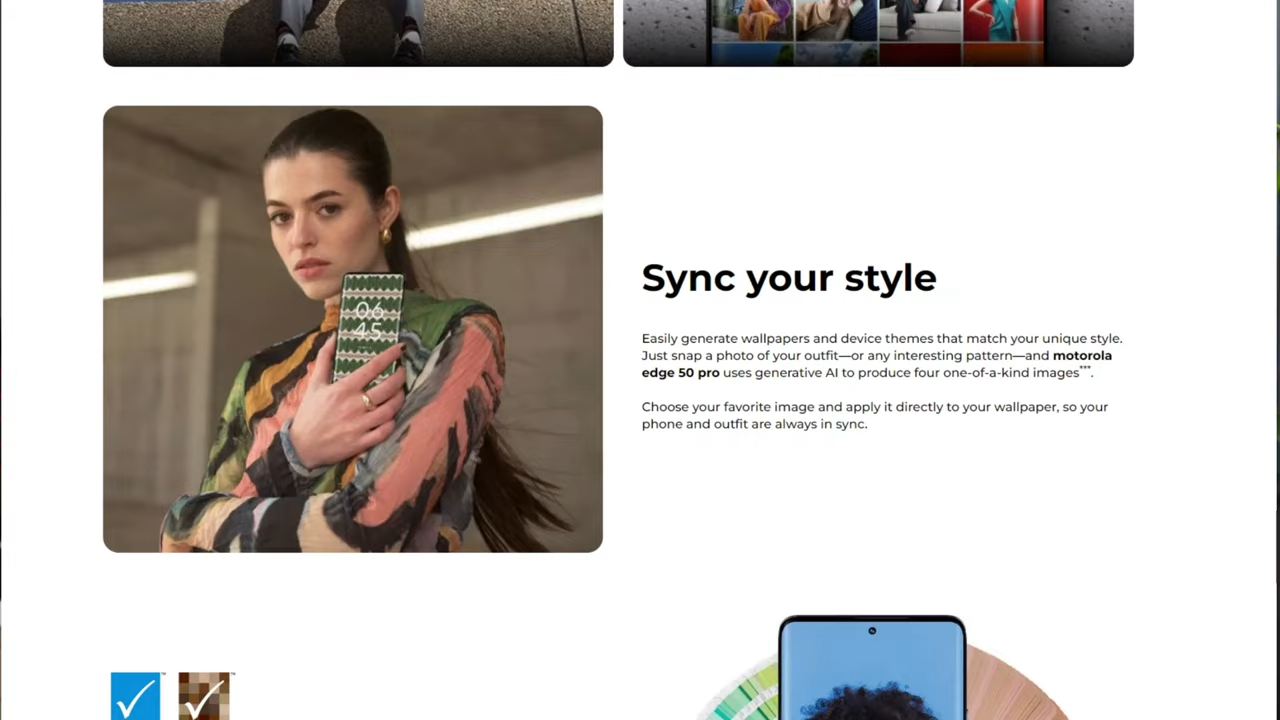 06
45
Sync your style
Easily generate wallpapers and device themes that match your unique style.
Just snap a photo of your outfit—or any interesting pattern—and motorola
edge 50 pro uses generative AI to produce four one-of-a-kind images***.
Choose your favorite image and apply it directly to your wallpaper, so your
phone and outfit are always in sync.